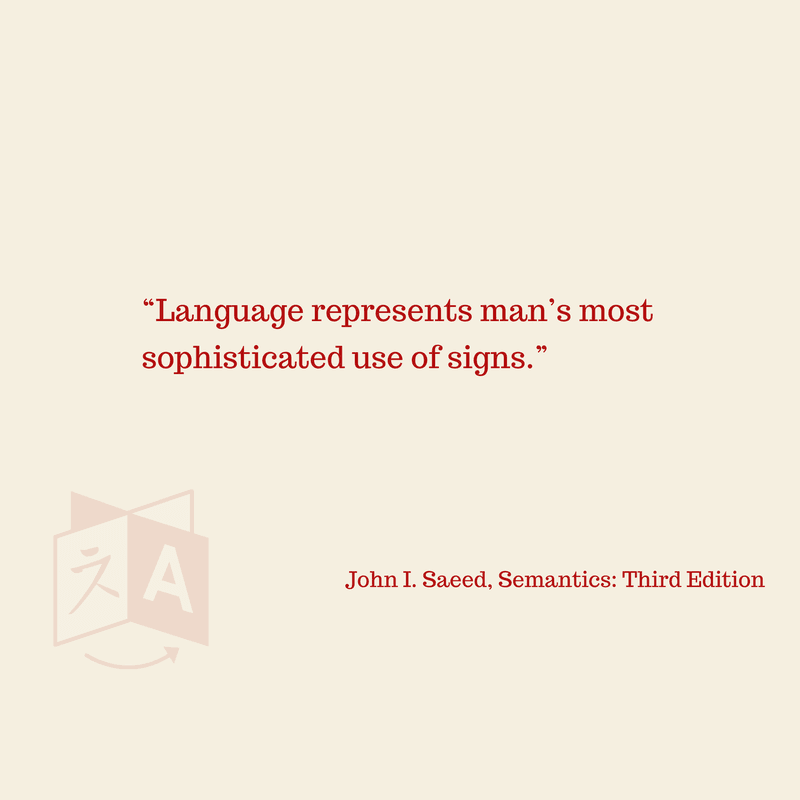 “Language represents man’s most
sophisticated use of signs.”
文 A
John I. Saeed, Semantics: Third Edition